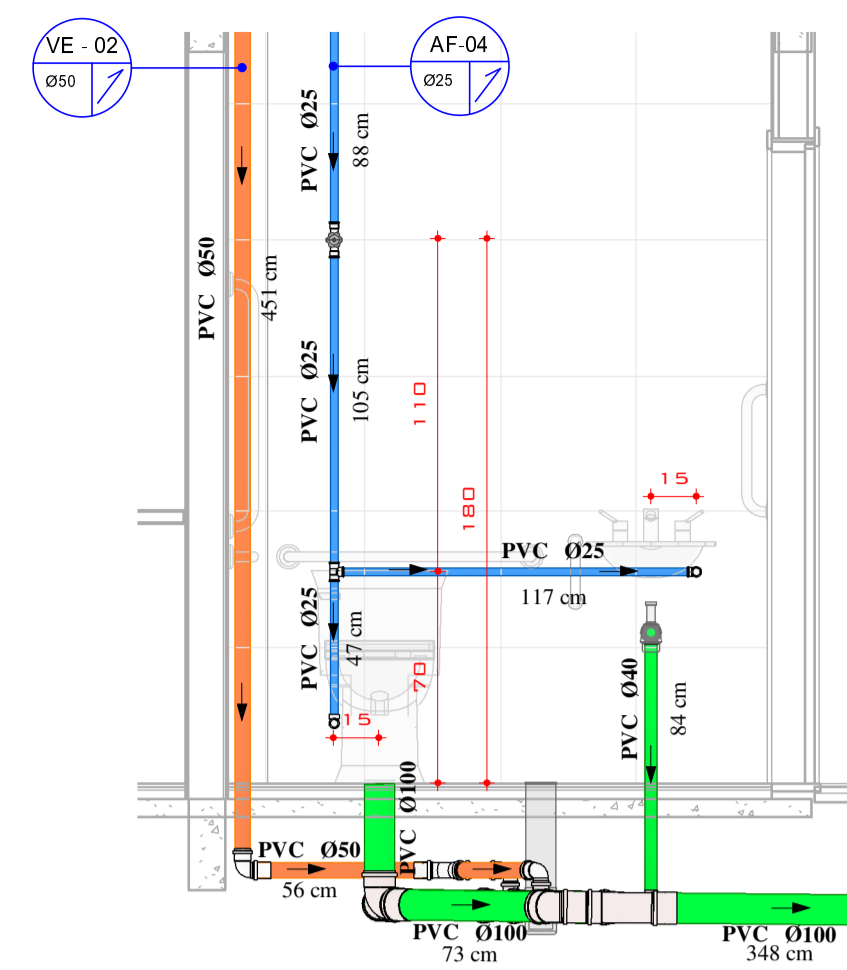 VE - 02
Ø50
AF-04
Ø25
PVC Ø25
88 cm
PVC Ø50
451 cm
PVC Ø25
105 cm
110
180
15
PVC Ø25
117 cm
PVC Ø25
47 cm
70
15
PVC Ø40
84 cm
PVC Ø100
PVC Ø50
56 cm
PVC Ø100
73 cm
PVC Ø100
348 cm